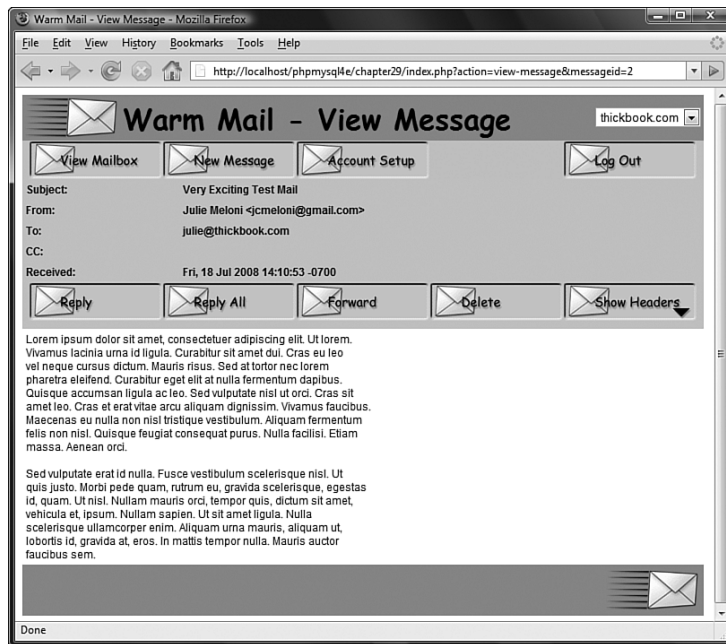 Warm Mail - View Message - Mozilla Firefox
File Edit View History Bookmarks Tools Help
http://localhost/phpmysql4e/chapter29/index.php?action=view-message&messageid=2
Warm Mail - View Message
thickbook.com
View Mailbox New Message Account Setup Log Out
Subject: Very Exciting Test Mail
From: Julie Meloni <jcmeloni@gmail.com>
To: julie@thickbook.com
CC:
Received: Fri, 18 Jul 2008 14:10:53 -0700
Reply Reply All Forward Delete Show Headers
Lorem ipsum dolor sit amet, consectetuer adipiscing elit. Ut lorem.
Vivamus lacinia urna id ligula. Curabitur sit amet dui. Cras eu leo
vel neque cursus dictum. Mauris risus. Sed at tortor nec lorem
pharetra eleifend. Curabitur eget elit at nulla fermentum dapibus.
Quisque accumsan ligula ac leo. Sed vulputate nisl ut orci. Cras sit
amet leo. Cras et erat vitae arcu aliquam dignissim. Vivamus faucibus.
Maecenas eu nulla non nisl tristique vestibulum. Aliquam fermentum
felis non nisl. Quisque feugiat consequat purus. Nulla facilisi. Etiam
massa. Aenean orci.
Sed vulputate erat id nulla. Fusce vestibulum scelerisque nisl. Ut
quis justo. Morbi pede quam, rutrum eu, gravida scelerisque, egestas
id, quam. Ut nisl. Nullam mauris orci, tempor quis, dictum sit amet,
vehicula et, ipsum. Nullam sapien. Ut sit amet ligula. Nulla
scelerisque ullamcorper enim. Aliquam urna mauris, aliquam ut,
lobortis id, gravida at, eros. In mattis tempor nulla. Mauris auctor
faucibus sem.
Done